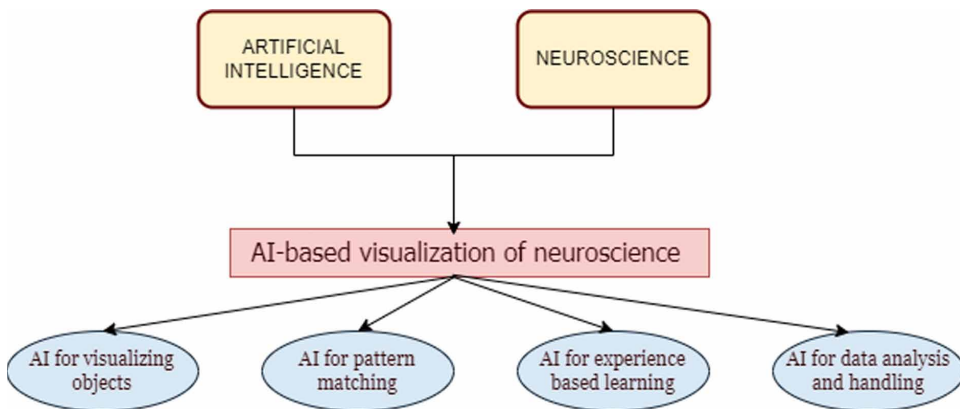 ARTIFICIAL
INTELLIGENCE
NEUROSCIENCE
AI-based visualization of neuroscience
AI for visualizing
objects
AI for pattern
matching
AI for experience
based learning
AI for data analysis
and handling